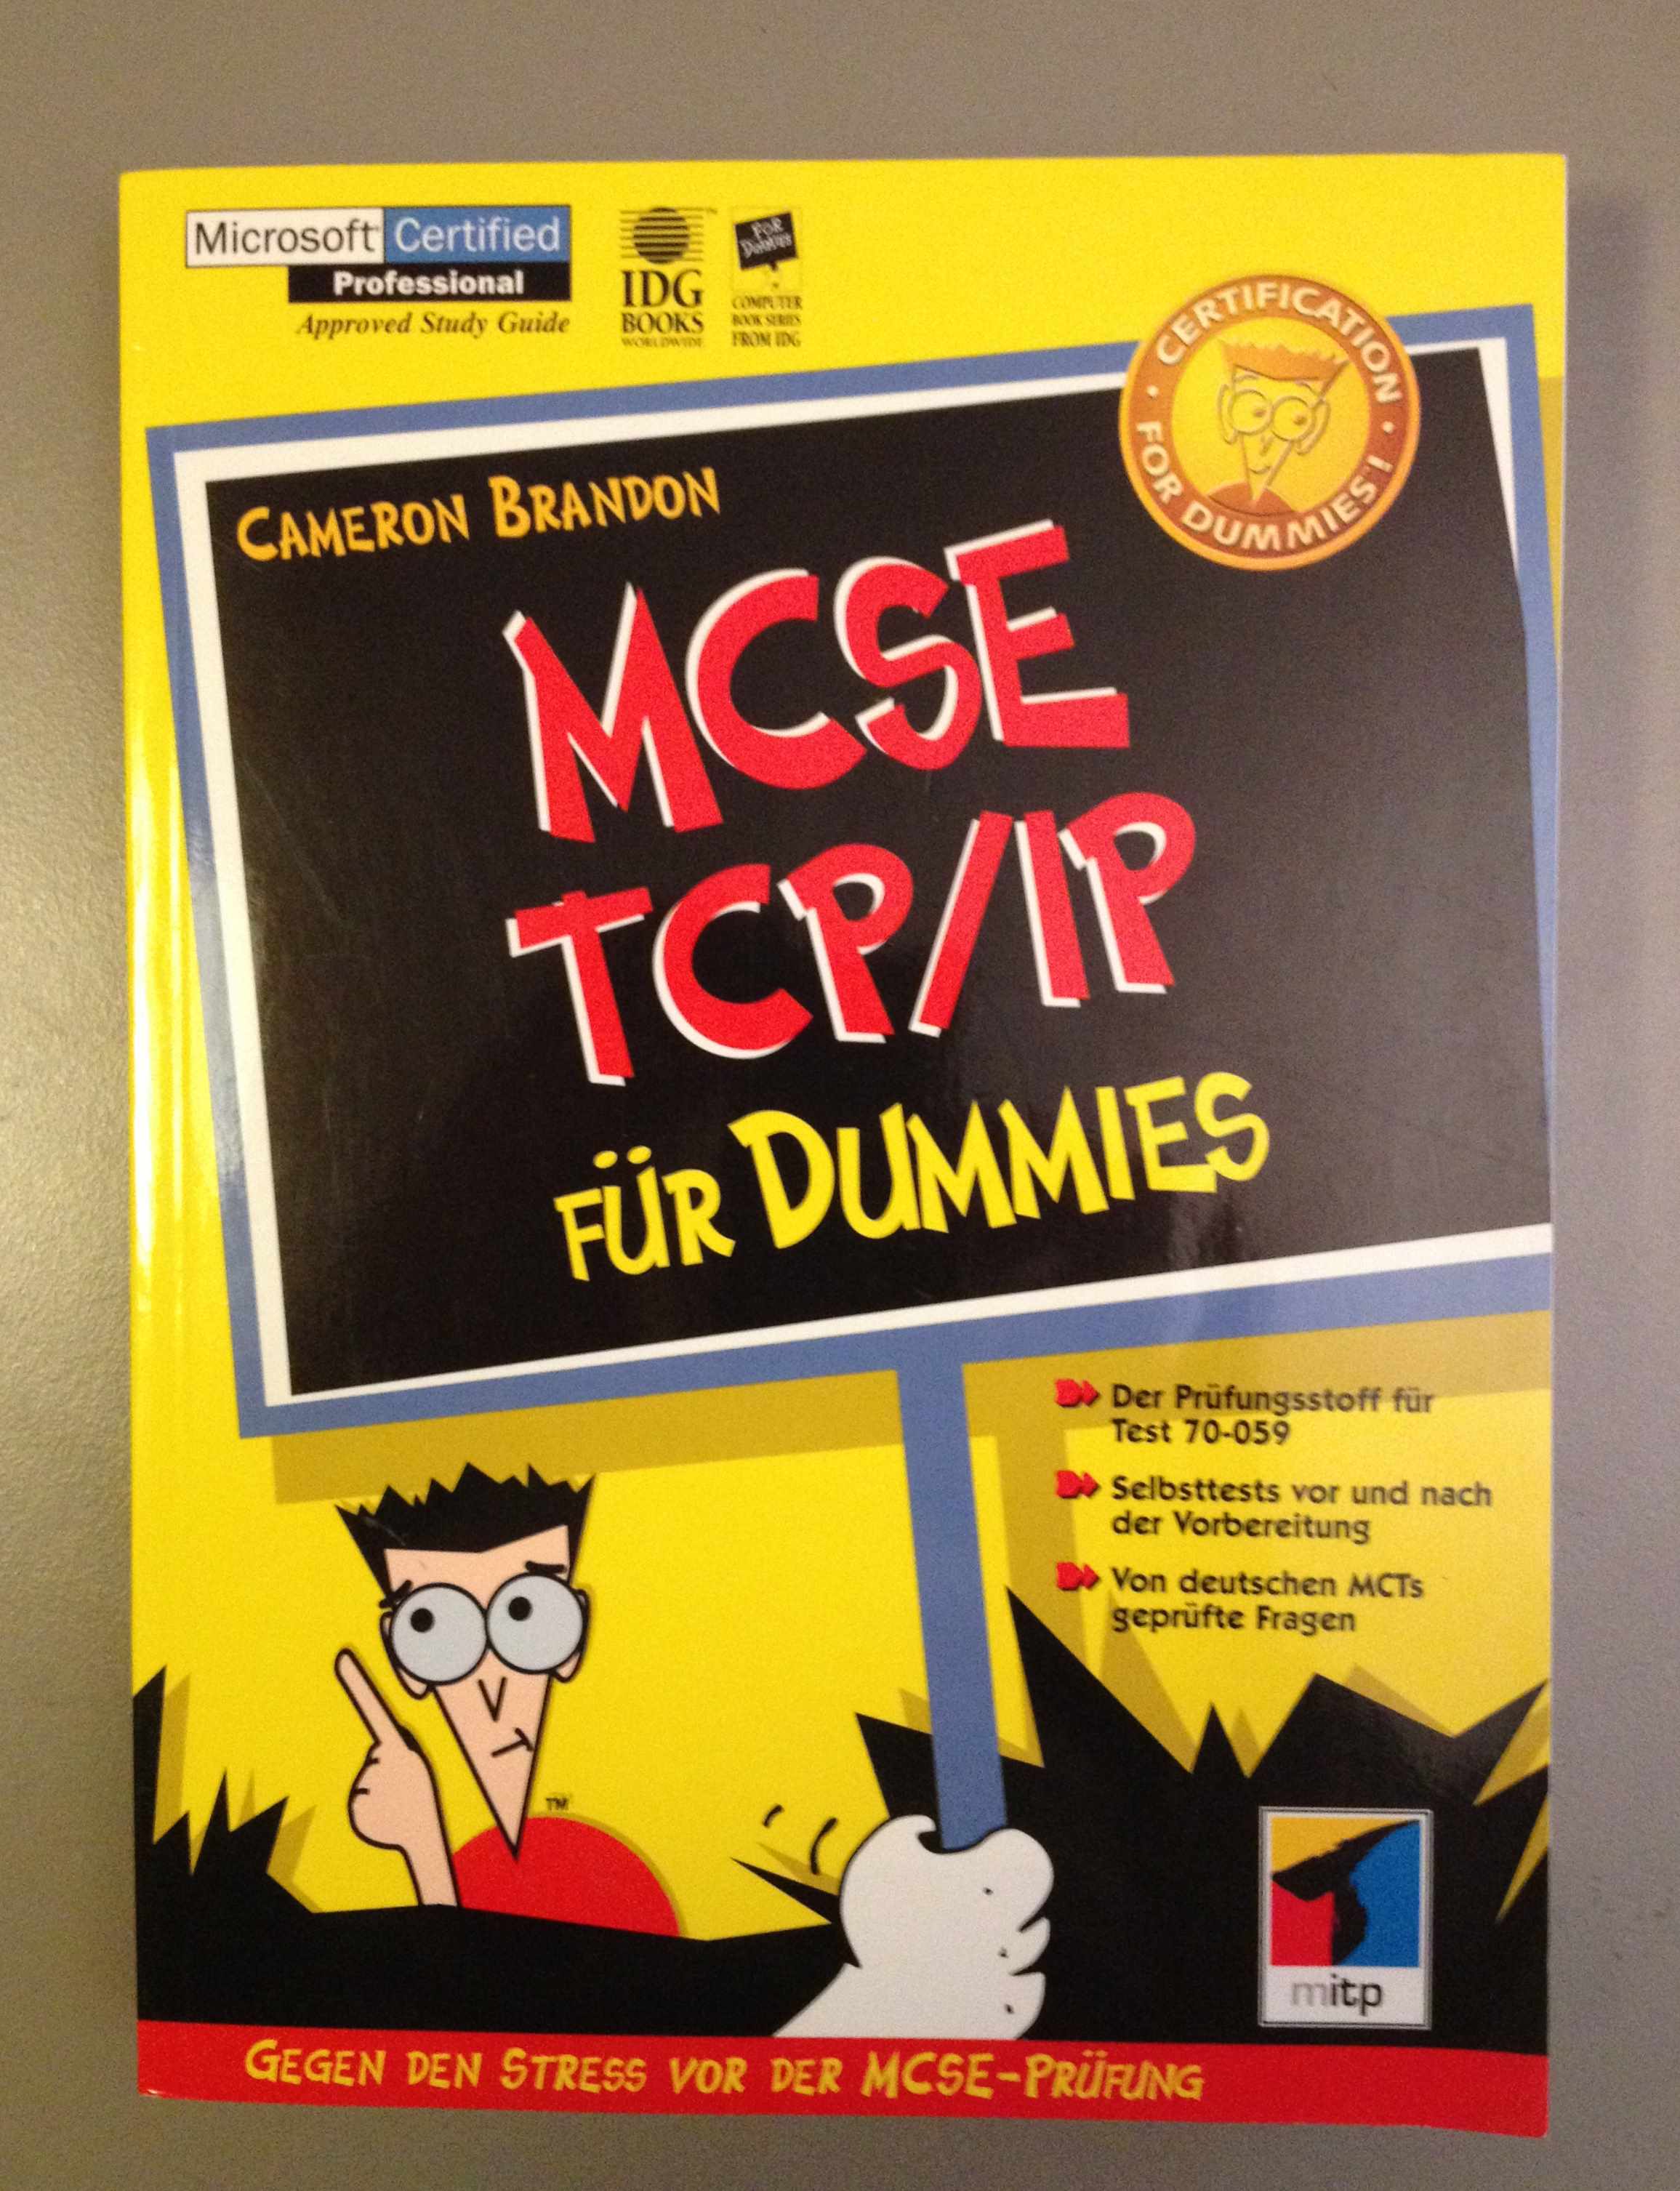 Microsoft Certified
Professional
Approved Study Guide
IDG
BOOKS
WORLDWIDE
™
FOR
Dummies
COMPUTER
BOOK SERIES
FROM IDG
CERTIFICATION
FOR DUMMIES!
CAMERON BRANDON
MCSE
TCP/IP
FÜR DUMMIES
Der Prüfungsstoff für
Test 70-059
Selbsttests vor und nach
der Vorbereitung
Von deutschen MCTs
geprüfte Fragen
TM
mitp
GEGEN DEN STRESS VOR DER MCSE-PRÜFUNG